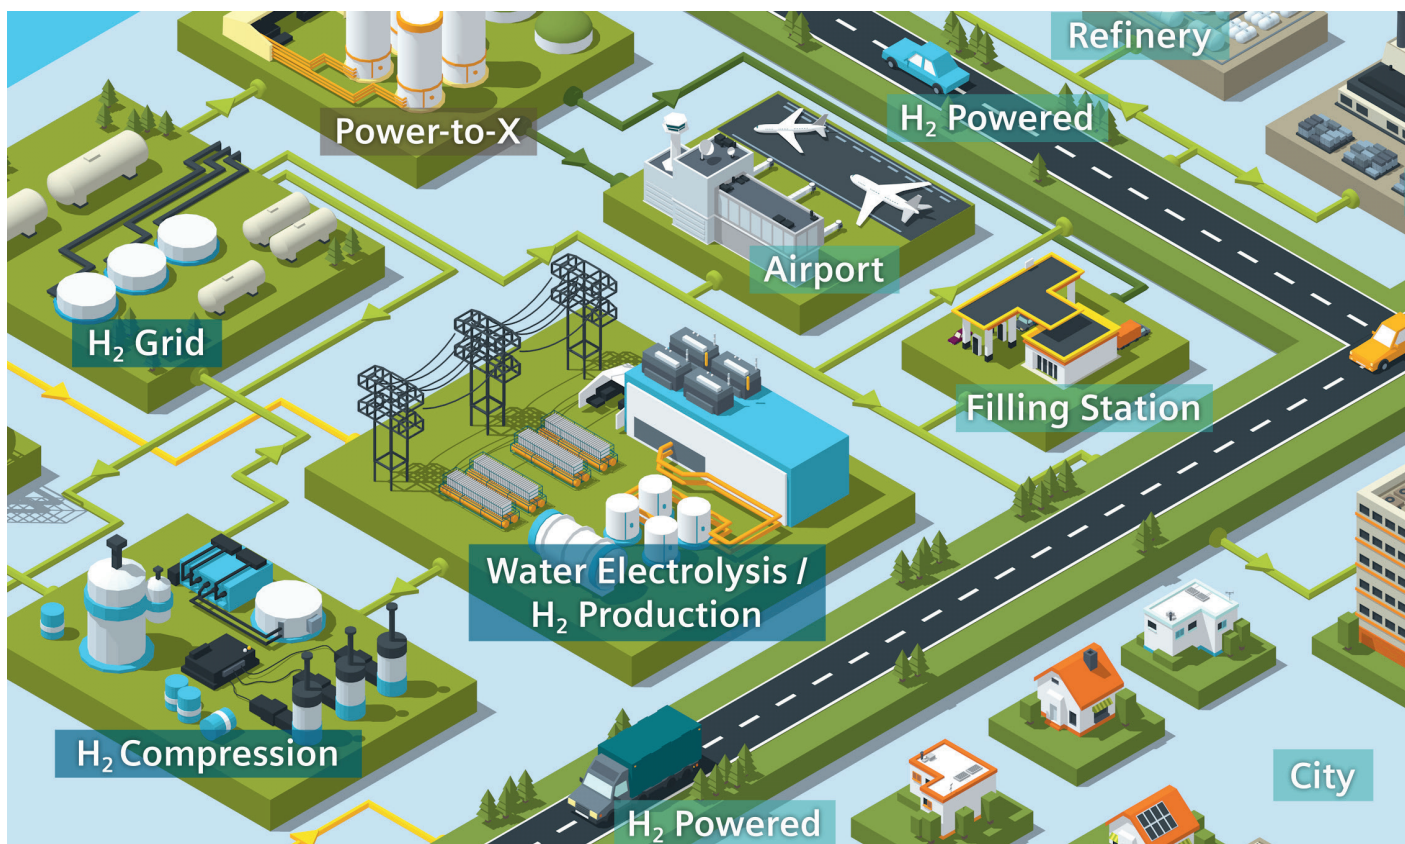 Refinery
H₂ Powered
Power-to-X
Airport
H₂ Grid
Filling Station
Water Electrolysis /
H₂ Production
H₂ Compression
City
H₂ Powered